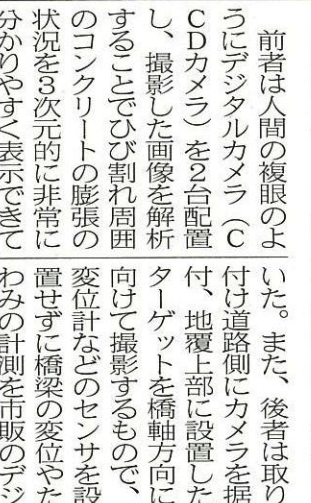 前者は人間の複眼のよ
うにデジタルカメラ（C
CDカメラ）を2台配置
し、撮影した画像を解析
することでひび割れ周囲
のコンクリートの膨張の
状況を3次元的に非常に
分かりやすく表示できて
いた。また、後者は取り
付け道路側にカメラを据
付、地覆上部に設置した
ターゲットを橋軸方向に
向けて撮影するもので、
変位計などのセンサを設
置せずに橋梁の変位やた
わみの計測を市販のデジ